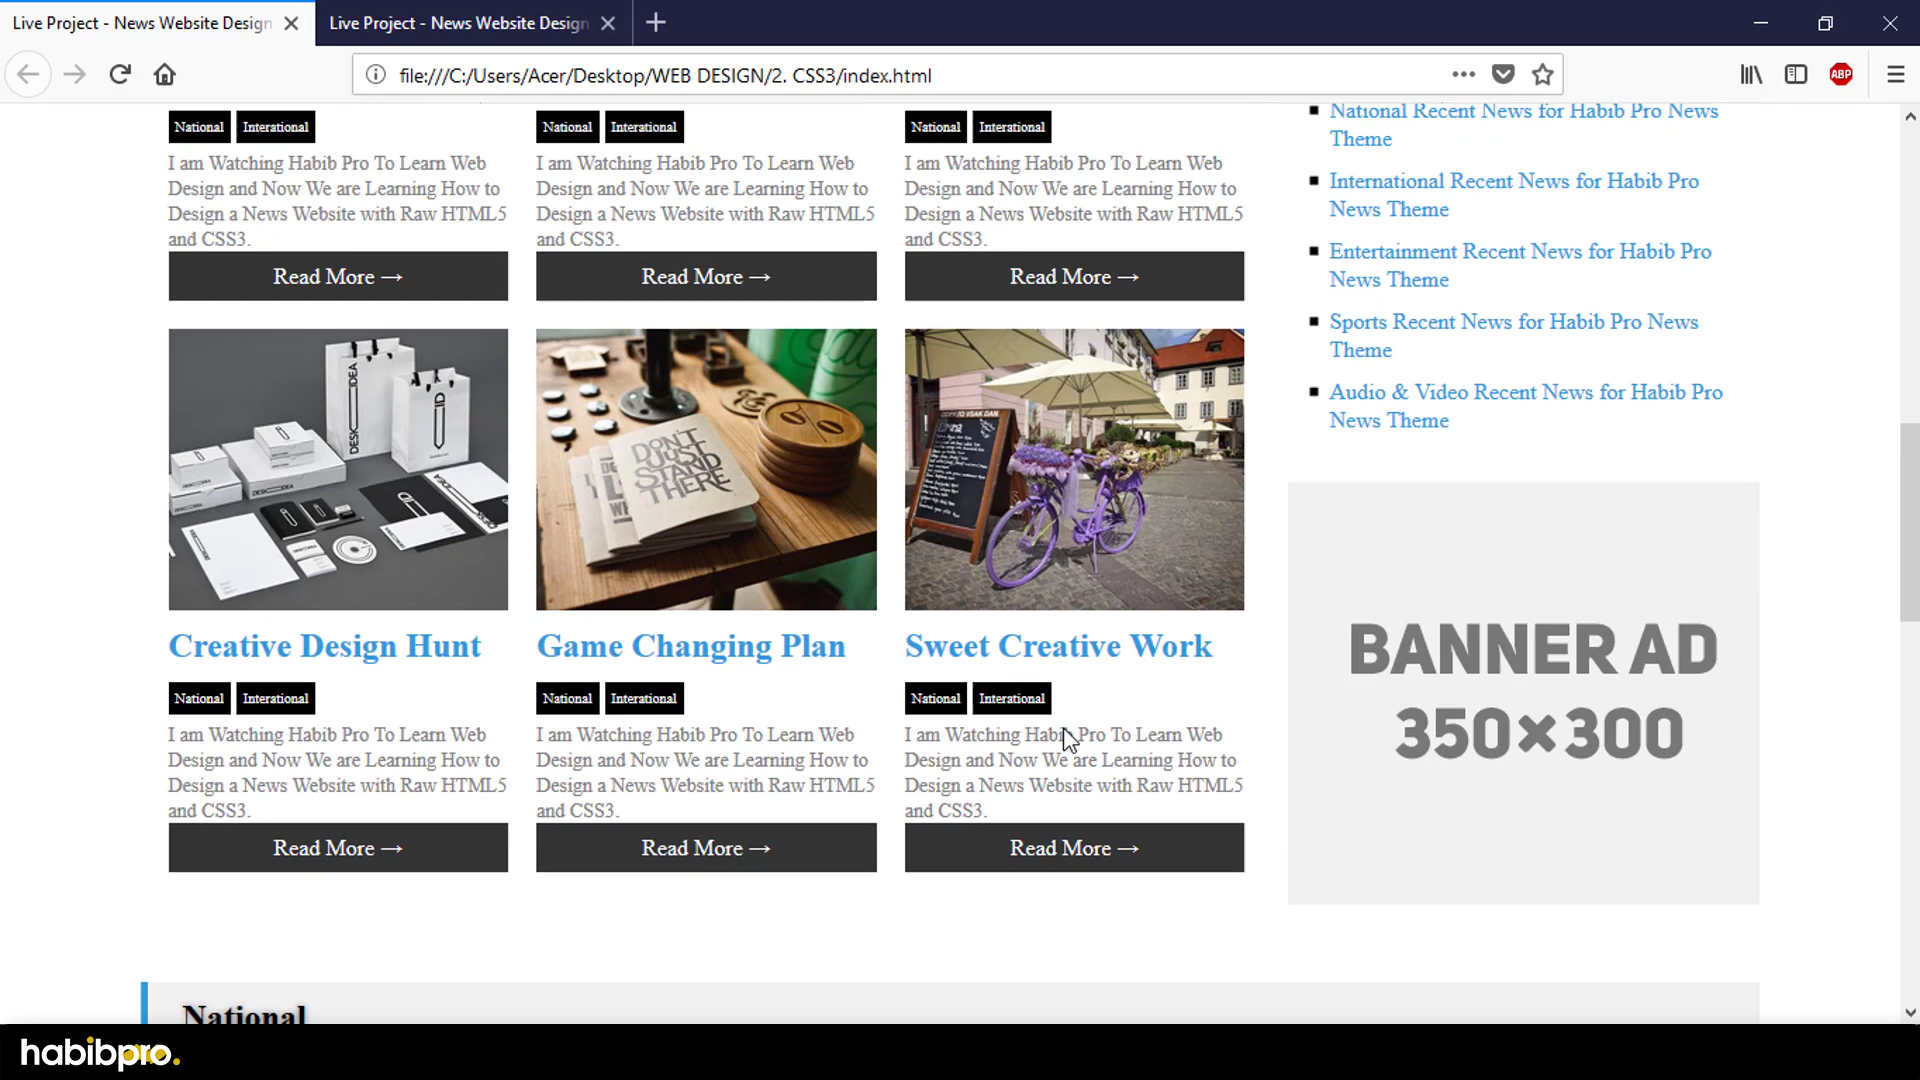 Live Project - News Website Design
Live Project - News Website Design
file:///C:/Users/Acer/Desktop/WEB DESIGN/2. CSS3/index.html
ABP
National Interational
I am Watching Habib Pro To Learn Web
Design and Now We are Learning How to
Design a News Website with Raw HTML5
and CSS3.
Read More →
National Interational
I am Watching Habib Pro To Learn Web
Design and Now We are Learning How to
Design a News Website with Raw HTML5
and CSS3.
Read More →
National Interational
I am Watching Habib Pro To Learn Web
Design and Now We are Learning How to
Design a News Website with Raw HTML5
and CSS3.
Read More →
DESK IDEA
DESK ID
DON'T
JUST
STAND
THERE
Creative Design Hunt
National Interational
I am Watching Habib Pro To Learn Web
Design and Now We are Learning How to
Design a News Website with Raw HTML5
and CSS3.
Read More →
Game Changing Plan
National Interational
I am Watching Habib Pro To Learn Web
Design and Now We are Learning How to
Design a News Website with Raw HTML5
and CSS3.
Read More →
Sweet Creative Work
National Interational
I am Watching Habib Pro To Learn Web
Design and Now We are Learning How to
Design a News Website with Raw HTML5
and CSS3.
Read More →
National Recent News for Habib Pro News
Theme
International Recent News for Habib Pro
News Theme
Entertainment Recent News for Habib Pro
News Theme
Sports Recent News for Habib Pro News
Theme
Audio & Video Recent News for Habib Pro
News Theme
BANNER AD
350×300
National
habibpro.